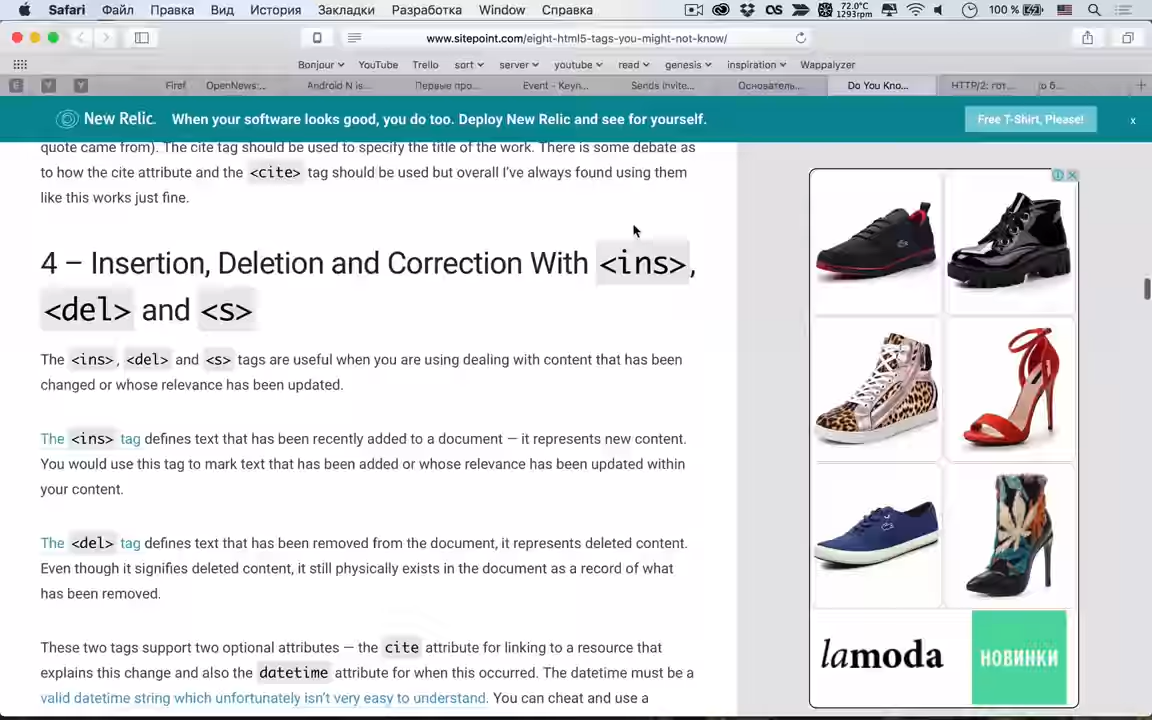 Safari Файл Правка Вид История Закладки Разработка Window Справка 72.0°C 1293rpm 100 %
www.sitepoint.com/eight-html5-tags-you-might-not-know/
Bonjour YouTube Trello sort server youtube read genesis inspiration Wappalyzer
Firef OpenNews:... Android N is... Первые про... Event - Keyn... Sends Invite... Основатель... Do You Kno... HTTP/2: гот...
New Relic. When your software looks good, you do too. Deploy New Relic and see for yourself. Free T-Shirt, Please! x
quote came from). The cite tag should be used to specify the title of the work. There is some debate as
to how the cite attribute and the <cite> tag should be used but overall I've always found using them
like this works just fine.
4 – Insertion, Deletion and Correction With <ins>,
<del> and <s>
The <ins>, <del> and <s> tags are useful when you are using dealing with content that has been
changed or whose relevance has been updated.
The <ins> tag defines text that has been recently added to a document — it represents new content.
You would use this tag to mark text that has been added or whose relevance has been updated within
your content.
The <del> tag defines text that has been removed from the document, it represents deleted content.
Even though it signifies deleted content, it still physically exists in the document as a record of what
has been removed.
These two tags support two optional attributes — the cite attribute for linking to a resource that
explains this change and also the datetime attribute for when this occurred. The datetime must be a
valid datetime string which unfortunately isn't very easy to understand. You can cheat and use a
lamoda НОВИНКИ